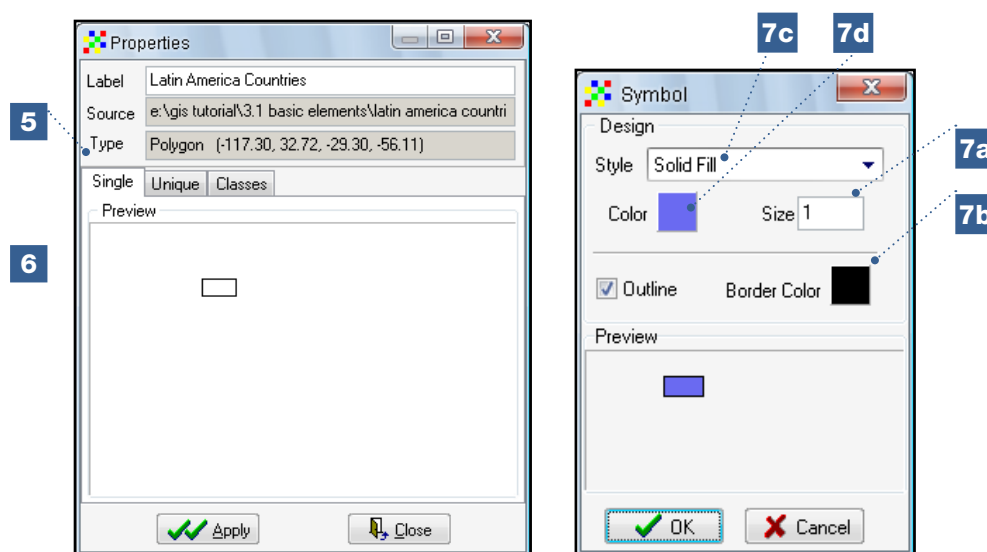 7c 7d
Properties
Label Latin America Countries
Source e:\gis tutorial\3.1 basic elements\latin america countri
Type Polygon (-117.30, 32.72, -29.30, -56.11)
5
Single Unique Classes
Preview
6
Apply Close
Symbol
Design
Style Solid Fill
7a
Color Size 1
7b
Outline Border Color
Preview
OK Cancel